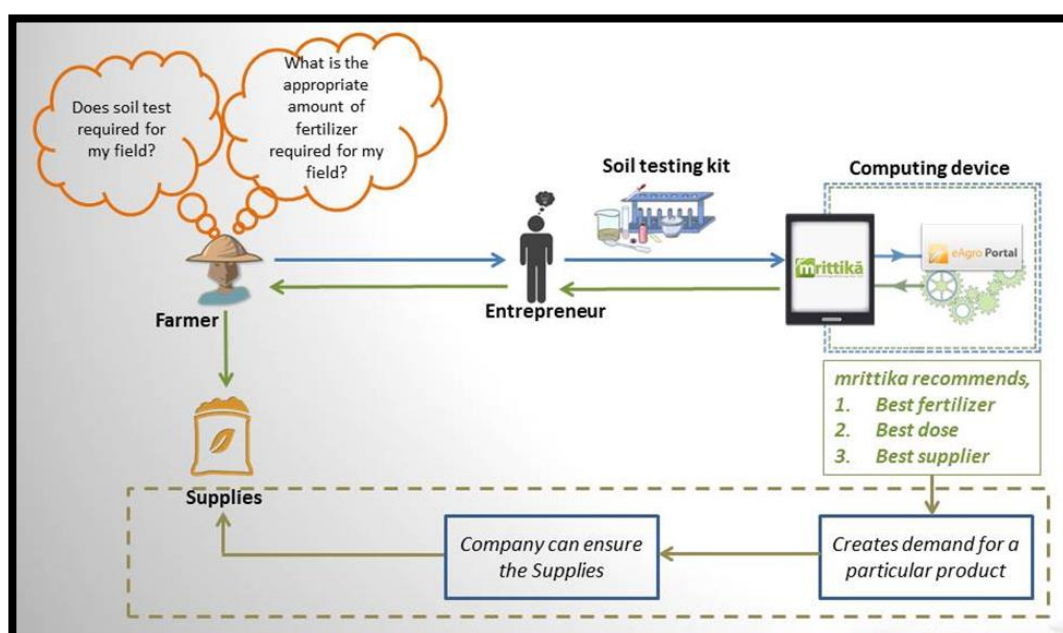 What is the
appropriate
amount of
fertilizer
required for my
field?
Does soil test
required for
my field?
Soil testing kit
Computing device
mrittikā
eAgro Portal
Farmer
Entrepreneur
mrittika recommends,
1. Best fertilizer
2. Best dose
3. Best supplier
Supplies
Company can ensure
the Supplies
Creates demand for a
particular product